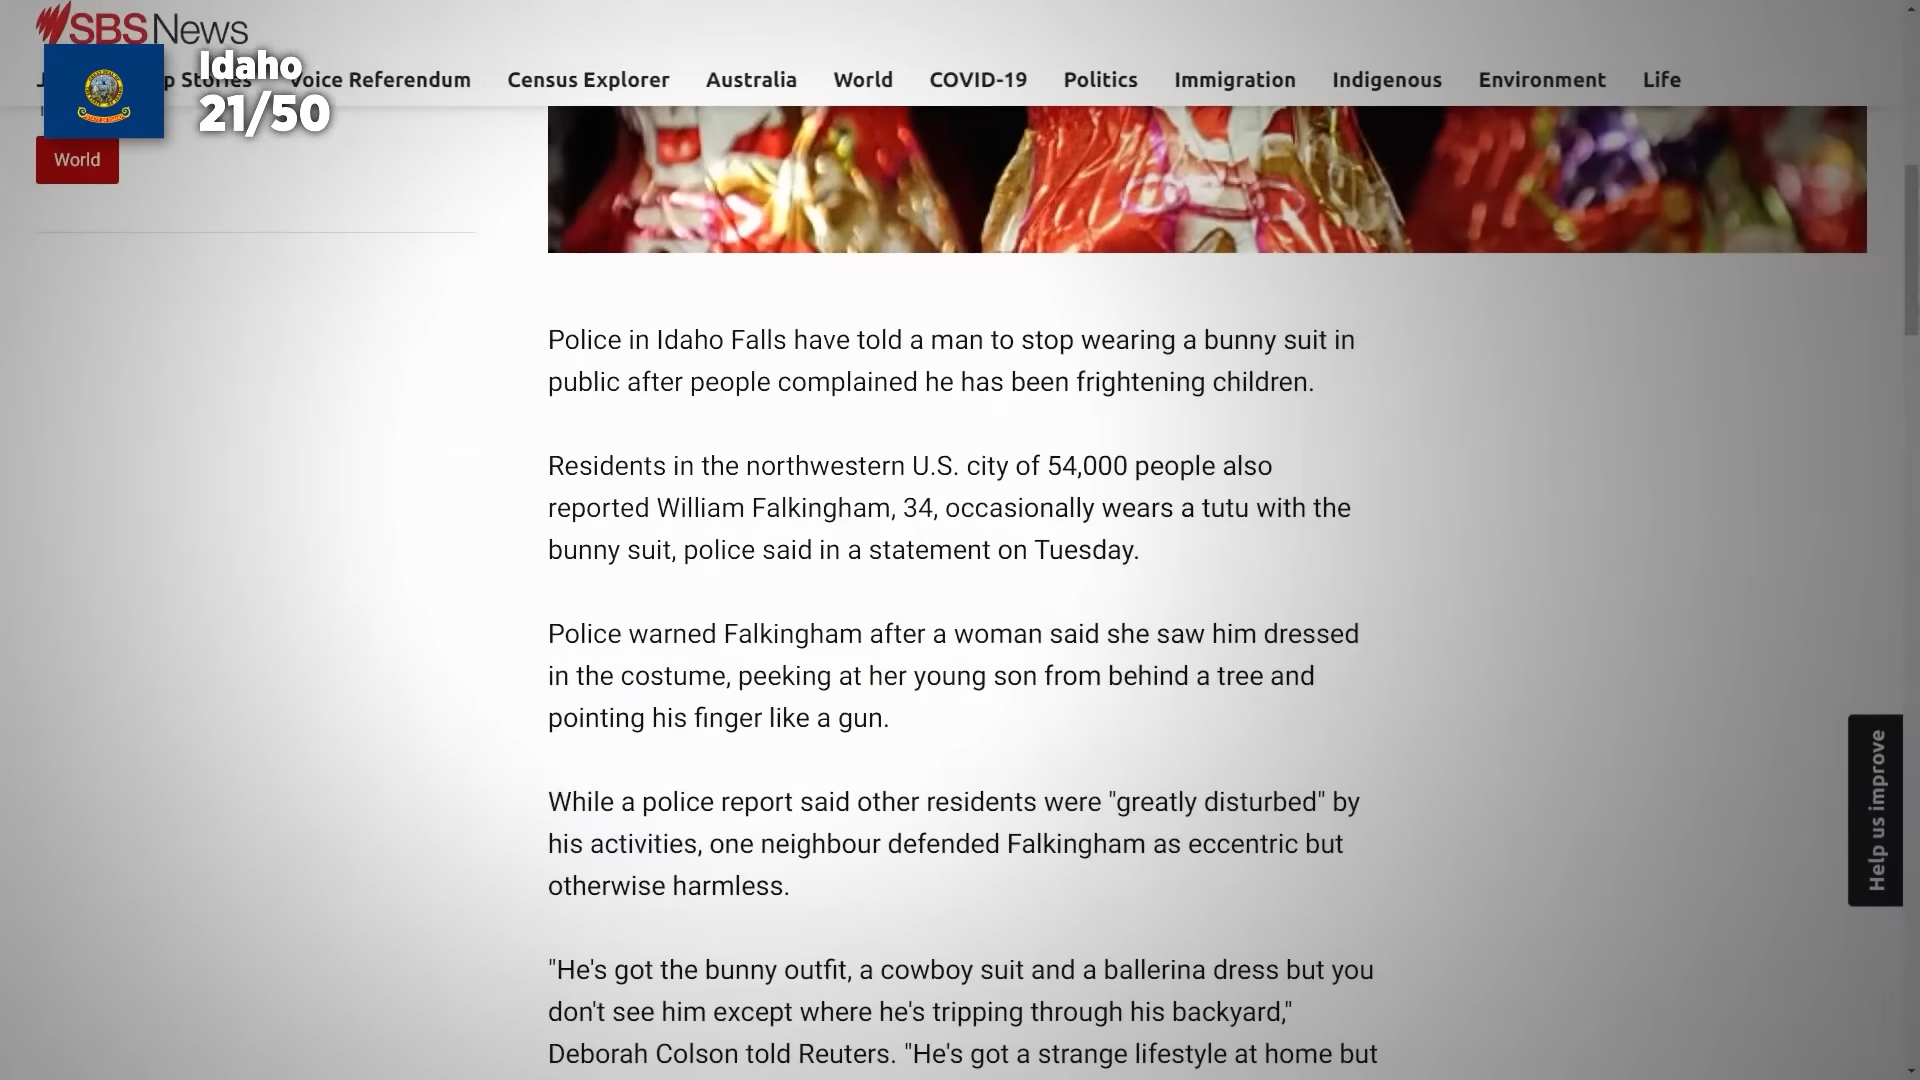 SBS News
Idaho
21/50
p Stories
Voice Referendum
Census Explorer
Australia
World
COVID-19
Politics
Immigration
Indigenous
Environment
Life
World
Police in Idaho Falls have told a man to stop wearing a bunny suit in
public after people complained he has been frightening children.
Residents in the northwestern U.S. city of 54,000 people also
reported William Falkingham, 34, occasionally wears a tutu with the
bunny suit, police said in a statement on Tuesday.
Police warned Falkingham after a woman said she saw him dressed
in the costume, peeking at her young son from behind a tree and
pointing his finger like a gun.
While a police report said other residents were "greatly disturbed" by
his activities, one neighbour defended Falkingham as eccentric but
otherwise harmless.
"He's got the bunny outfit, a cowboy suit and a ballerina dress but you
don't see him except where he's tripping through his backyard,"
Deborah Colson told Reuters. "He's got a strange lifestyle at home but
Help us improve